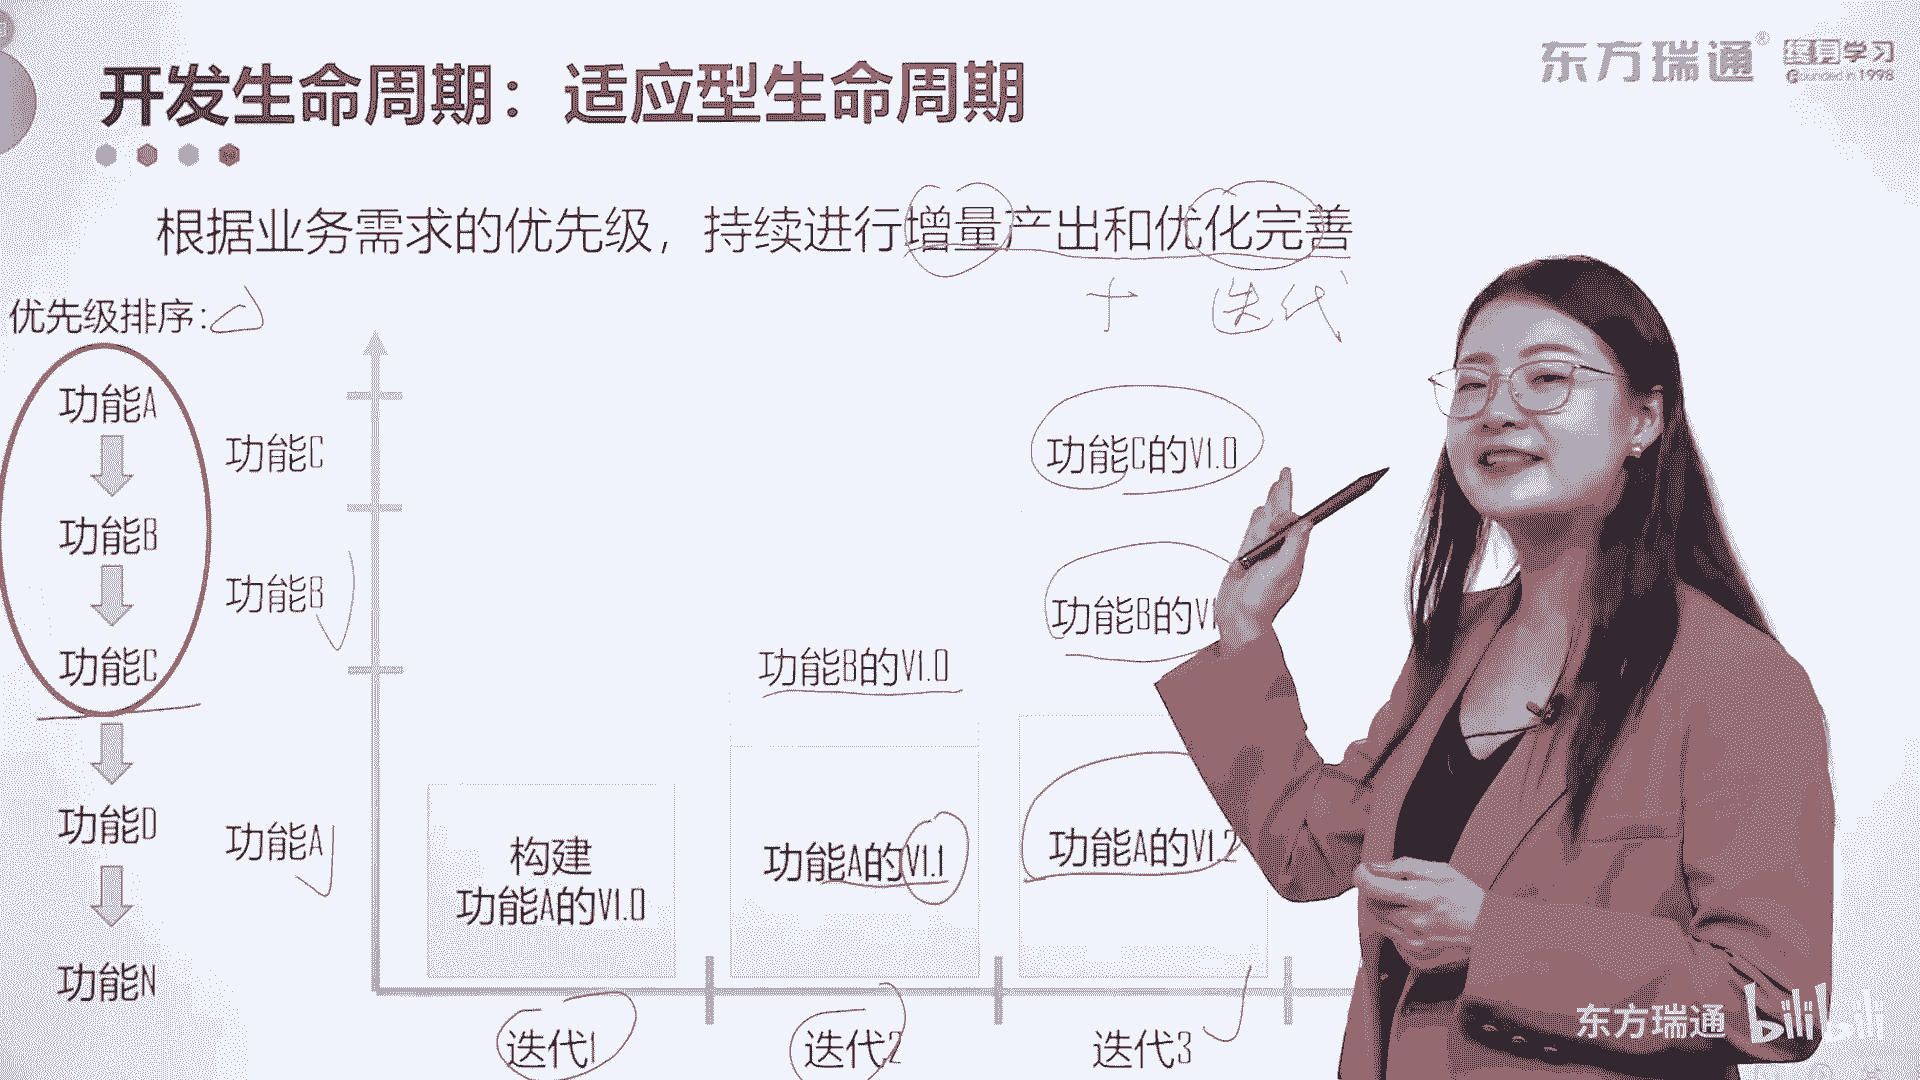 东方瑞通® 终身学习
Founded in 1998
开发生命周期：适应型生命周期
根据业务需求的优先级，持续进行增量产出和优化完善
十 迭代
优先级排序：
功能A
功能B
功能C
功能D
功能N
功能C
功能B
功能A
构建
功能A的V1.0
功能B的V1.0
功能A的V1.1
功能C的V1.0
功能B的V1
功能A的V1.2
迭代1
迭代2
迭代3
东方瑞通 bilibili